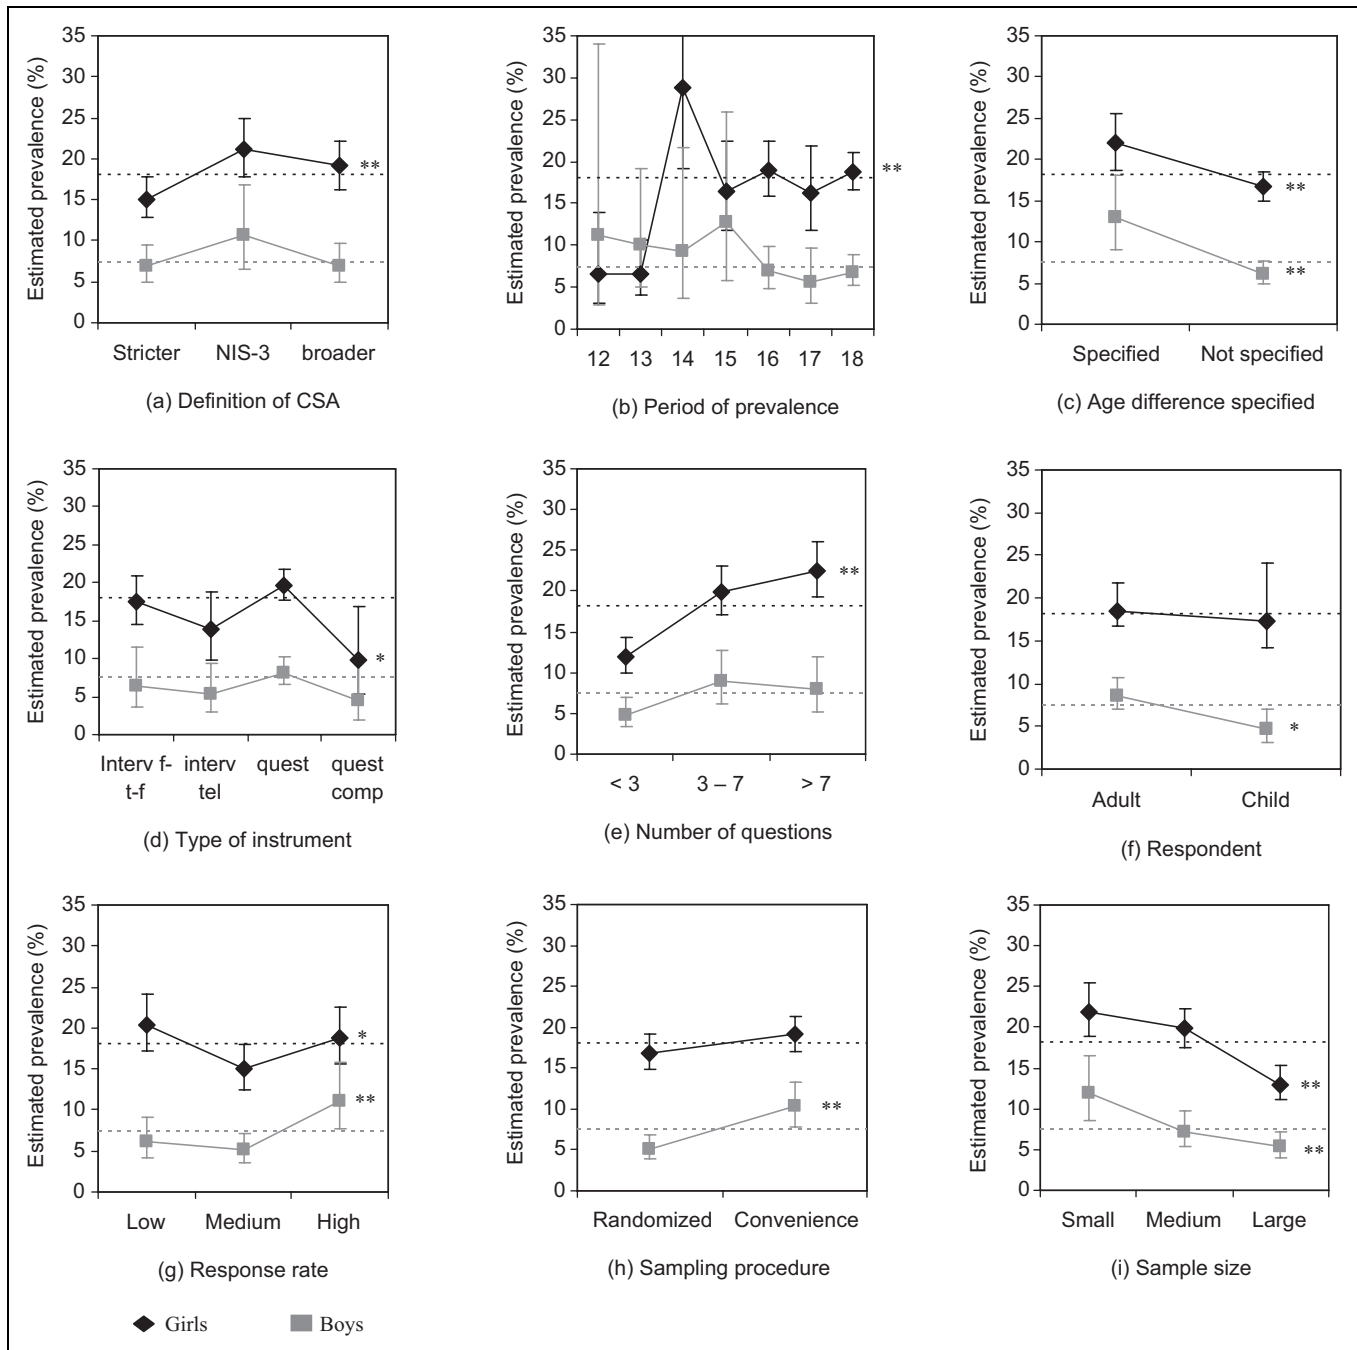 Estimated prevalence (%)
35
30
25
20
15
10
5
0
**
Stricter NIS-3 broader
(a) Definition of CSA
Estimated prevalence (%)
35
30
25
20
15
10
5
0
**
12 13 14 15 16 17 18
(b) Period of prevalence
Estimated prevalence (%)
35
30
25
20
15
10
5
0
**
**
Specified Not specified
(c) Age difference specified
Estimated prevalence (%)
35
30
25
20
15
10
5
0
*
Interv f- interv quest quest
t-f tel comp
(d) Type of instrument
Estimated prevalence (%)
35
30
25
20
15
10
5
0
**
< 3 3 – 7 > 7
(e) Number of questions
Estimated prevalence (%)
35
30
25
20
15
10
5
0
*
Adult Child
(f) Respondent
Estimated prevalence (%)
35
30
25
20
15
10
5
0
*
**
Low Medium High
(g) Response rate
Estimated prevalence (%)
35
30
25
20
15
10
5
0
**
Randomized Convenience
(h) Sampling procedure
Estimated prevalence (%)
35
30
25
20
15
10
5
0
**
**
Small Medium Large
(i) Sample size
Girls Boys